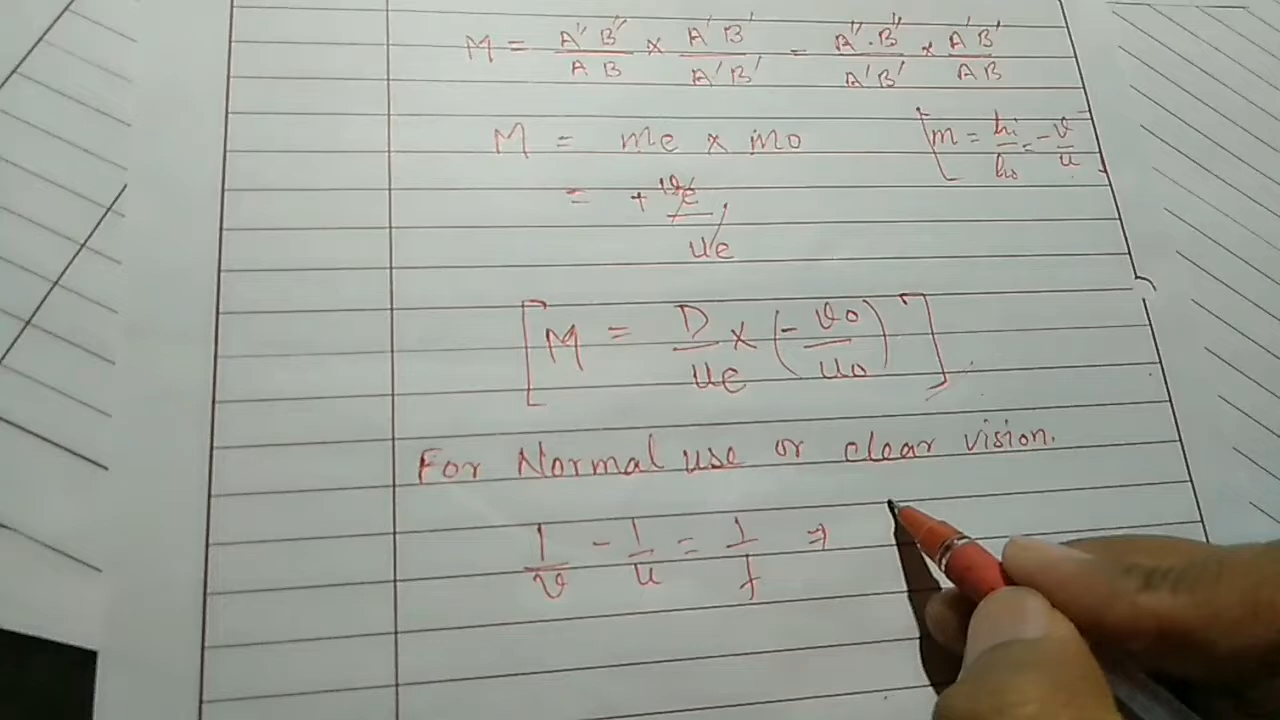 M = A″B″/AB × A′B′/A′B′ = A″.B″/A′B′ × A′B′/AB
M = me × mo [m = hi/ho = -v/u]
= + ve/ue
[M = D/ue × (- vo/uo)]
For Normal use or clear vision.
1/v - 1/u = 1/f ⇒